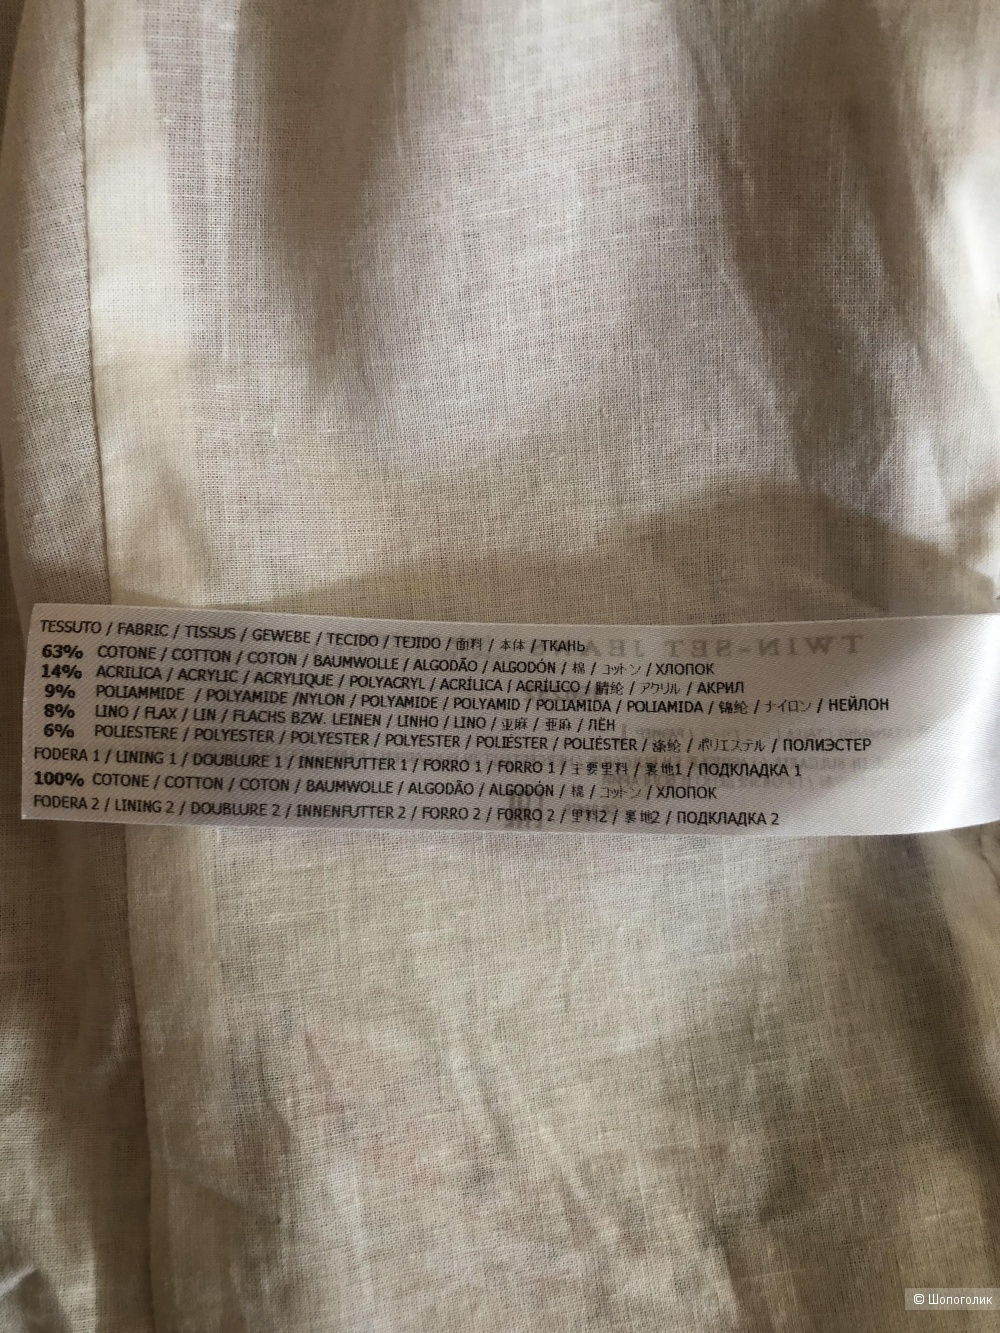 TESSUTO / FABRIC / TISSUS / GEWEBE / TECIDO / TEJIDO / 面料 / 本体 / ТКАНЬ
63% COTONE / COTTON / COTON / BAUMWOLLE / ALGODÃO / ALGODÓN / 棉 / コットン / ХЛОПОК
14% ACRILICA / ACRYLIC / ACRYLIQUE / POLYACRYL / ACRÍLICA / ACRÍLICO / 腈纶 / アクリル / АКРИЛ
9% POLIAMMIDE / POLYAMIDE /NYLON / POLYAMIDE / POLYAMID / POLIAMIDA / POLIAMIDA / 锦纶 / ナイロン / НЕЙЛОН
8% LINO / FLAX / LIN / FLACHS BZW. LEINEN / LINHO / LINO / 亚麻 / 亜麻 / ЛЁН
6% POLIESTERE / POLYESTER / POLYESTER / POLYESTER / POLIÉSTER / POLIÉSTER / 涤纶 / ポリエステル / ПОЛИЭСТЕР
FODERA 1 / LINING 1 / DOUBLURE 1 / INNENFUTTER 1 / FORRO 1 / FORRO 1 / 主要里料 / 裏地1 / ПОДКЛАДКА 1
100% COTONE / COTTON / COTON / BAUMWOLLE / ALGODÃO / ALGODÓN / 棉 / コットン / ХЛОПОК
FODERA 2 / LINING 2 / DOUBLURE 2 / INNENFUTTER 2 / FORRO 2 / FORRO 2 / 里料2 / 裏地2 / ПОДКЛАДКА 2
TWIN-SET JEA
© Шопоголик